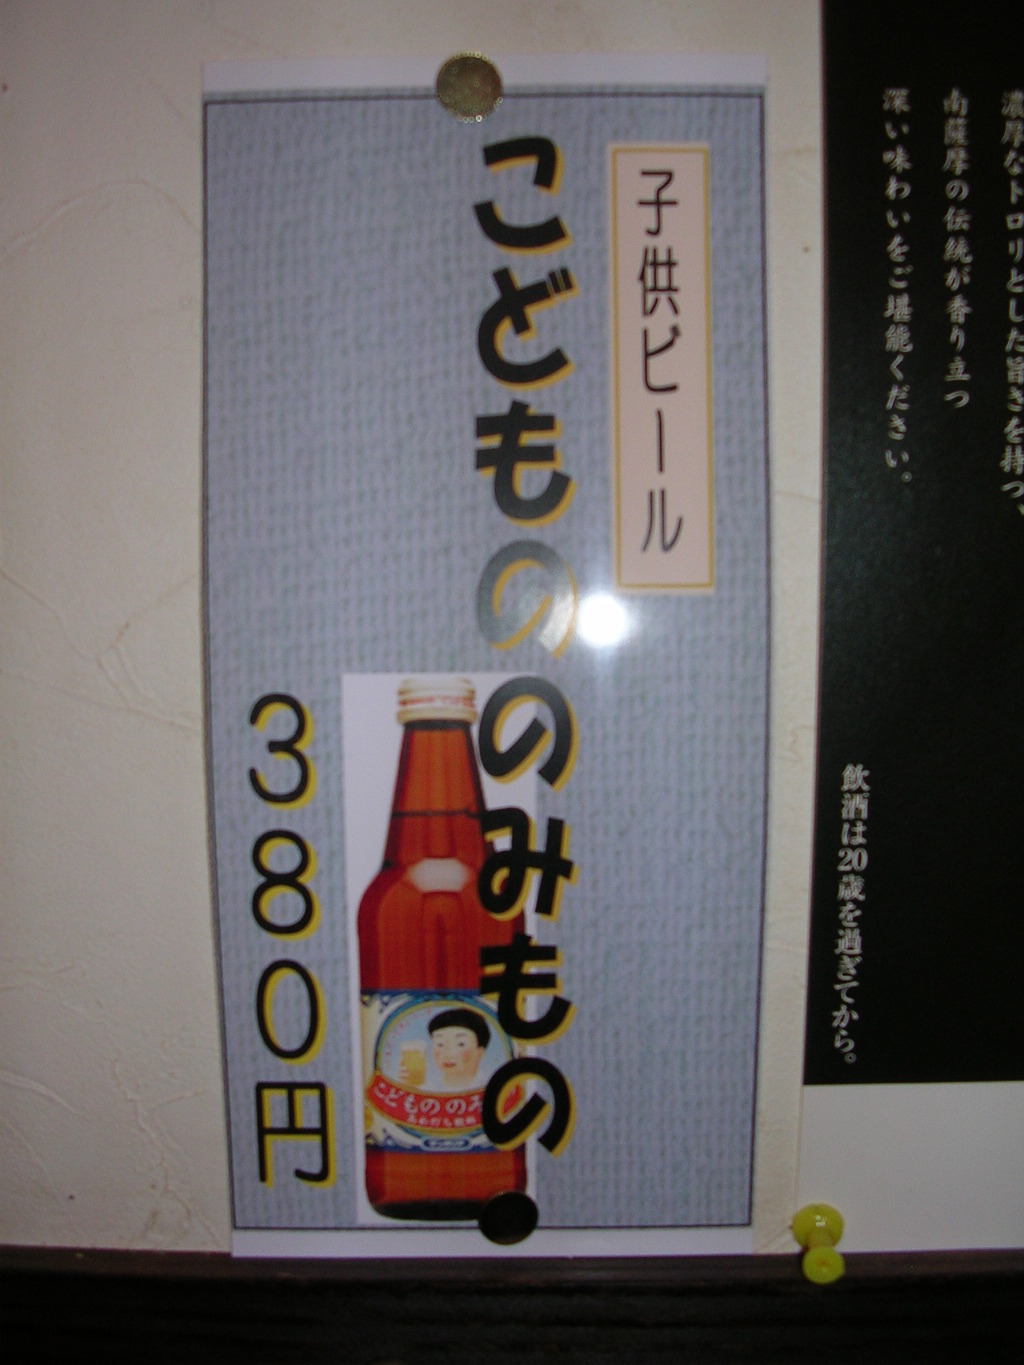 濃厚なトロリとした旨さを持つ、
南薩摩の伝統が香り立つ
深い味わいをご堪能ください。
飲酒は20歳を過ぎてから。
子供ビール
こどもののみもの
380円
こどものの